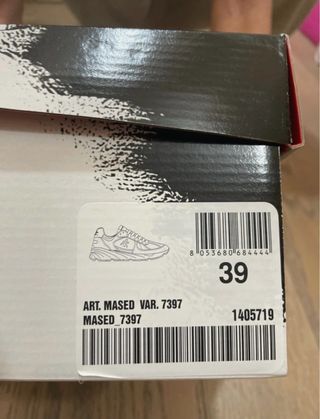 8 053680 684444
39
ART. MASED VAR. 7397
MASED_7397 1405719